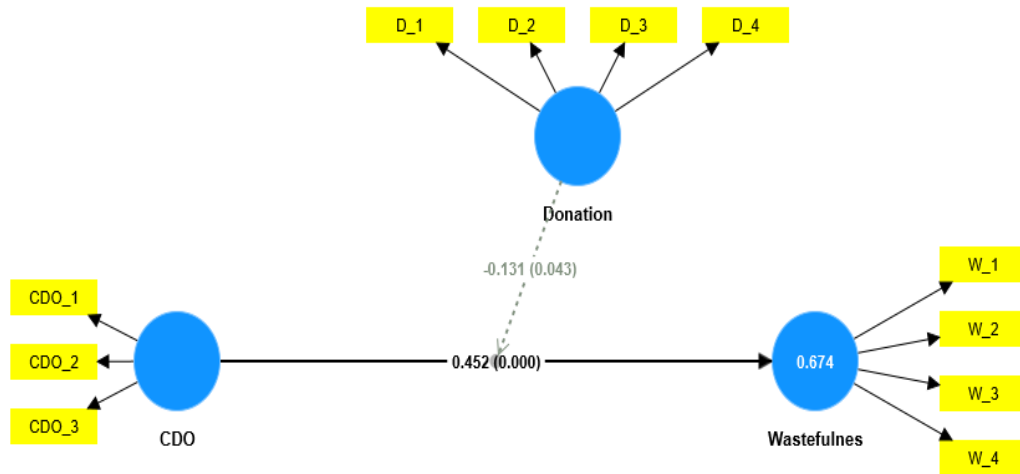 D_1
D_2
D_3
D_4
Donation
-0.131 (0.043)
CDO_1
CDO_2
CDO_3
CDO
0.452 (0.000)
0.674
Wastefulnes
W_1
W_2
W_3
W_4